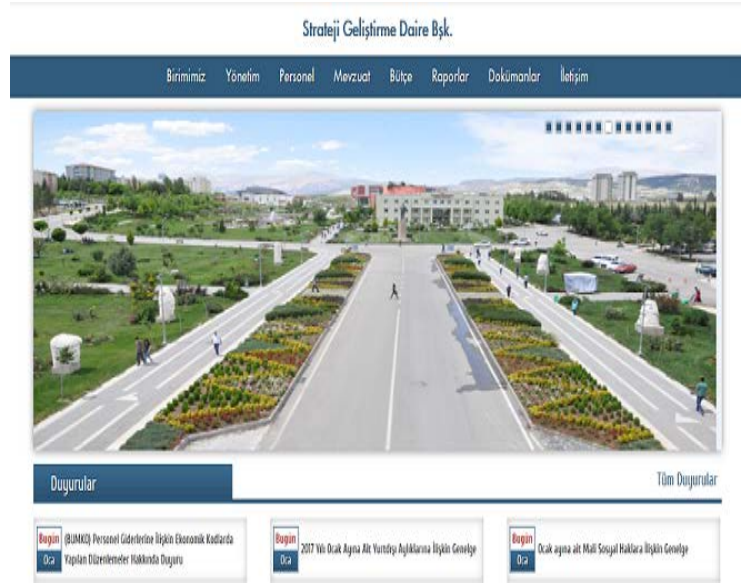 Strateji Geliştirme Daire Bşk.
Birimimiz Yönetim Personel Mevzuat Bütçe Raporlar Dokümanlar İletişim
Duyurular
Tüm Duyurular
Bugün
Oca
(BUMKO) Personel Giderlerine İlişkin Ekonomik Kodlarda
Yapılan Düzenlemeler Hakkında Duyuru
Bugün
Oca
2017 Yılı Ocak Ayına Ait Yurtdışı Aylıklarına İlişkin Genelge
Bugün
Oca
Ocak ayına ait Mali Sosyal Haklara İlişkin Genelge